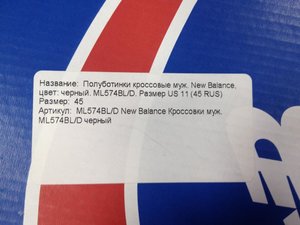 Название: Полуботинки кроссовые муж. New Balance,
цвет: черный. ML574BL/D. Размер US 11 (45 RUS)
Размер: 45
Артикул: ML574BL/D New Balance Кроссовки муж.
ML574BL/D черный